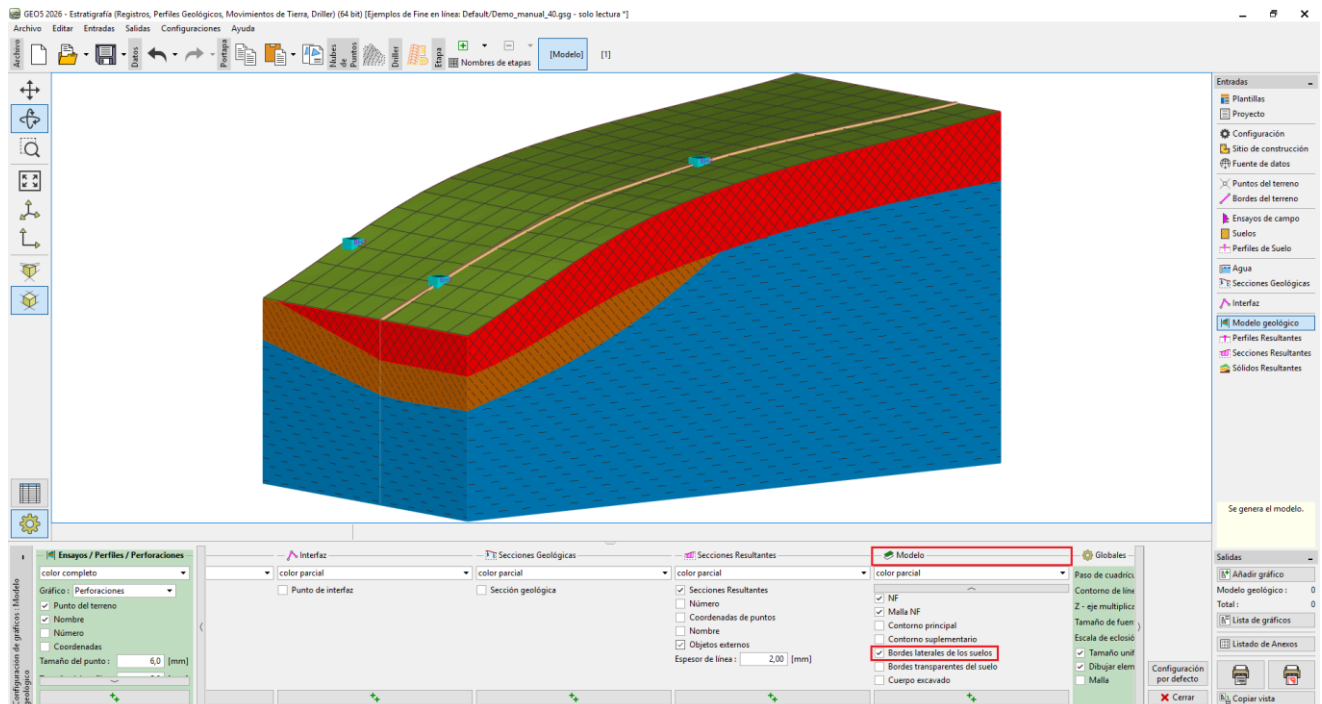 GEO5 2026 - Estratigrafía (Registros, Perfiles Geológicos, Movimientos de Tierra, Driller) (64 bit) [Ejemplos de Fine en línea: Default/Demo_manual_40.gsg - solo lectura *]
Archivo Editar Entradas Salidas Configuraciones Ayuda
Archivo
Datos
Portapa
Nubes de Puntos
Driller
Etapa
Nombres de etapas
[Modelo]
[1]
Entradas
Plantillas
Proyecto
Configuración
Sitio de construcción
Fuente de datos
Puntos del terreno
Bordes del terreno
Ensayos de campo
Suelos
Perfiles de Suelo
Agua
Secciones Geológicas
Interfaz
Modelo geológico
Perfiles Resultantes
Secciones Resultantes
Sólidos Resultantes
Se genera el modelo.
Configuración de gráficos : Modelo geológico
Ensayos / Perfiles / Perforaciones
color completo
Gráfico : Perforaciones
Punto del terreno
Nombre
Número
Coordenadas
Tamaño del punto : 6,0 [mm]
Interfaz
color parcial
Punto de interfaz
Secciones Geológicas
color parcial
Sección geológica
Secciones Resultantes
color parcial
Secciones Resultantes
Número
Coordenadas de puntos
Nombre
Objetos externos
Espesor de línea : 2,00 [mm]
Modelo
color parcial
NF
Malla NF
Contorno principal
Contorno suplementario
Bordes laterales de los suelos
Bordes transparentes del suelo
Cuerpo excavado
Globales
Paso de cuadrícu
Contorno de líne
Z - eje multiplica
Tamaño de fuen
Escala de eclosió
Tamaño unif
Dibujar elem
Malla
Configuración
por defecto
Cerrar
Salidas
Añadir gráfico
Modelo geológico : 0
Total : 0
Lista de gráficos
Listado de Anexos
Copiar vista